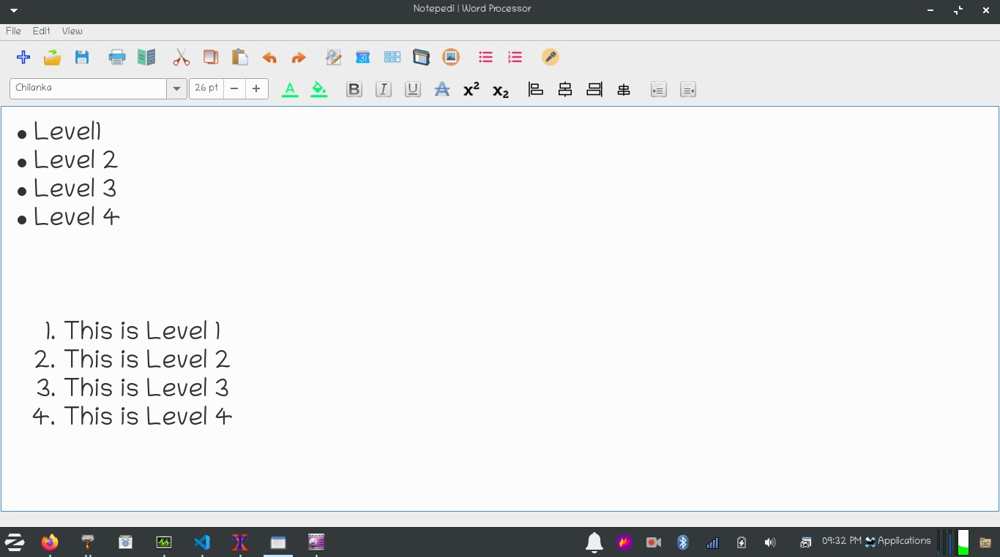 Notepedi | Word Processor
File Edit View
31
Chilanka 26 pt A B I U A x² x₂
• Level1
• Level 2
• Level 3
• Level 4
1. This is Level 1
2. This is Level 2
3. This is Level 3
4. This is Level 4
09:32 PM Applications